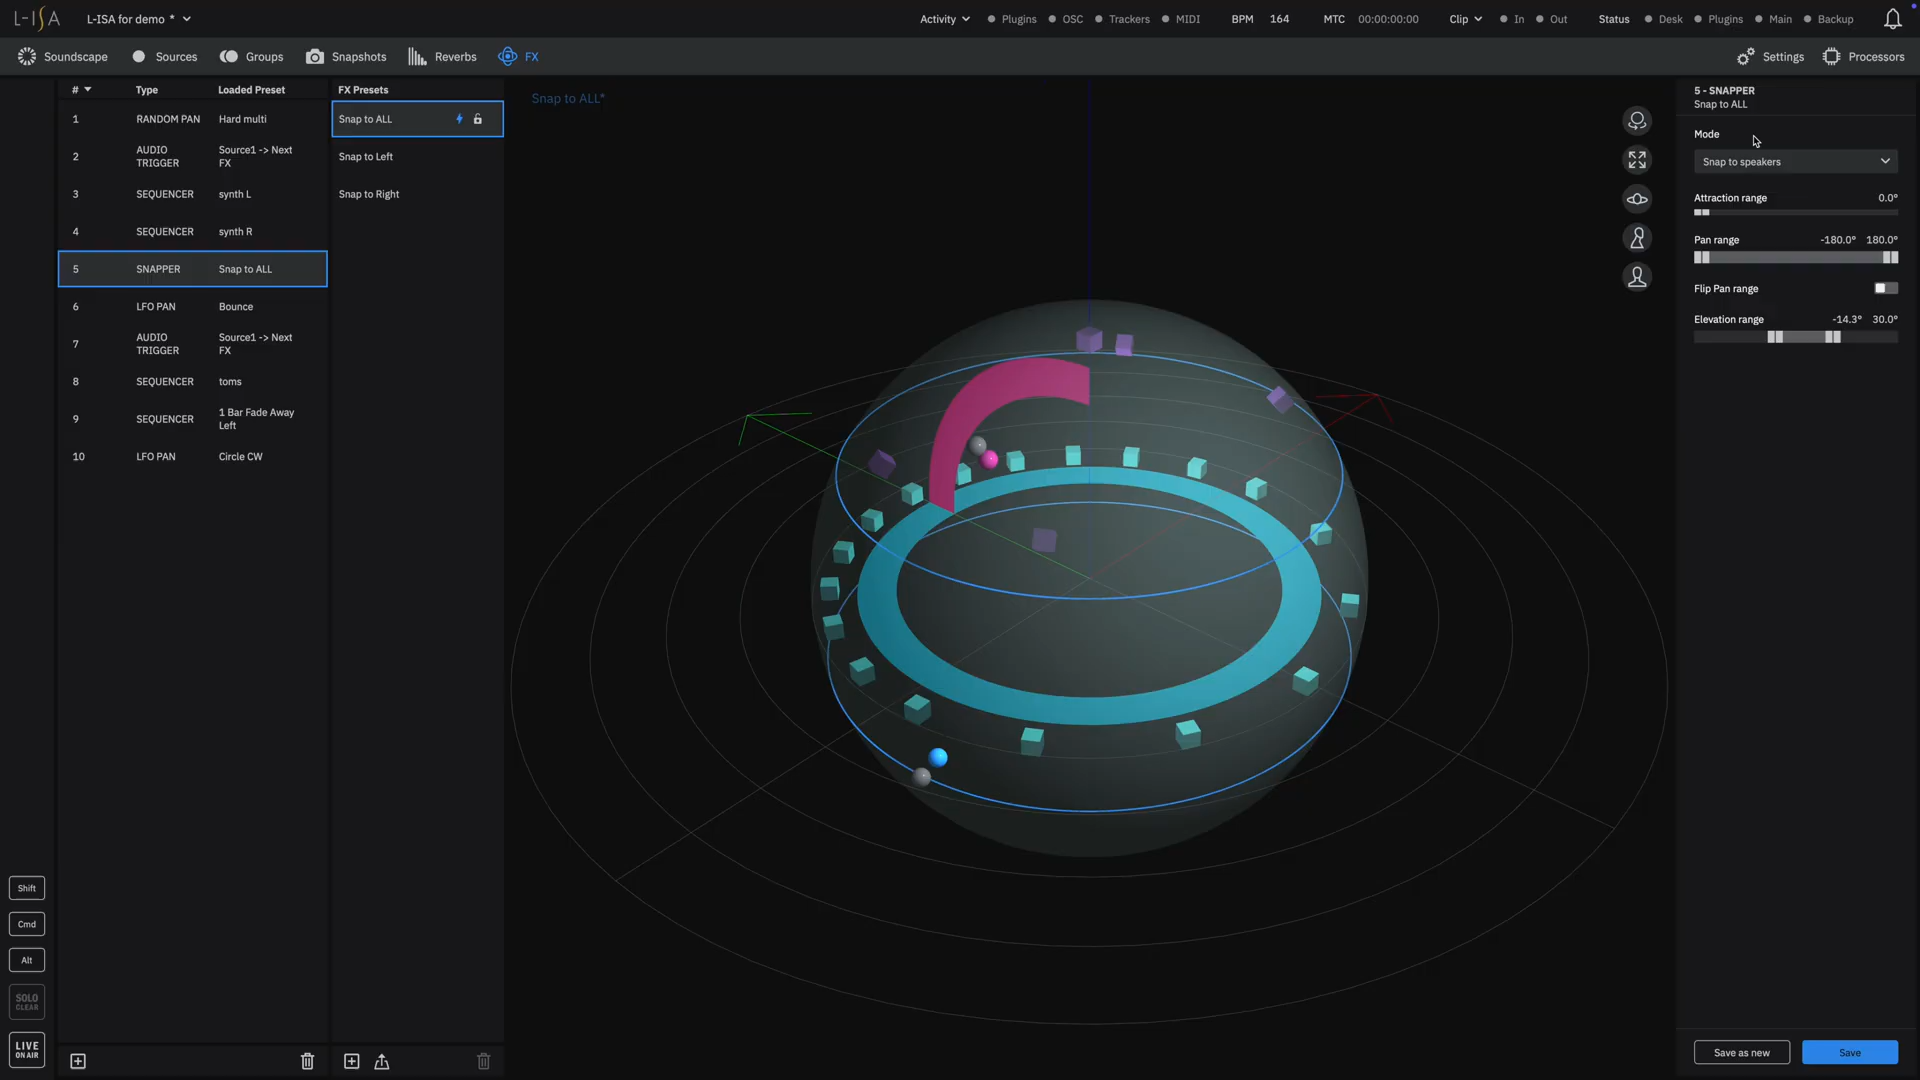 L-ISA
L-ISA for demo *
Activity
Plugins
OSC
Trackers
MIDI
BPM 164
MTC 00:00:00:00
Clip
In
Out
Status
Desk
Plugins
Main
Backup
Soundscape
Sources
Groups
Snapshots
Reverbs
FX
Settings
Processors
# Type Loaded Preset
1 RANDOM PAN Hard multi
2 AUDIO TRIGGER Source1 -> Next FX
3 SEQUENCER synth L
4 SEQUENCER synth R
5 SNAPPER Snap to ALL
6 LFO PAN Bounce
7 AUDIO TRIGGER Source1 -> Next FX
8 SEQUENCER toms
9 SEQUENCER 1 Bar Fade Away Left
10 LFO PAN Circle CW
FX Presets
Snap to ALL
Snap to Left
Snap to Right
Snap to ALL*
5 - SNAPPER
Snap to ALL
Mode
Snap to speakers
Attraction range 0.0°
Pan range -180.0° 180.0°
Flip Pan range
Elevation range -14.3° 30.0°
Shift
Cmd
Alt
SOLO
CLEAR
LIVE
ON AIR
Save as new
Save